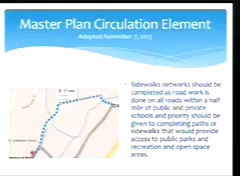 Master Plan Circulation Element
Adopted November 7, 2013
Sidewalks networks should be
completed as road work is
done on all roads within a half
mile of public and private
schools and priority should be
given to completing paths or
sidewalks that would provide
access to public parks and
recreation and open space
areas.